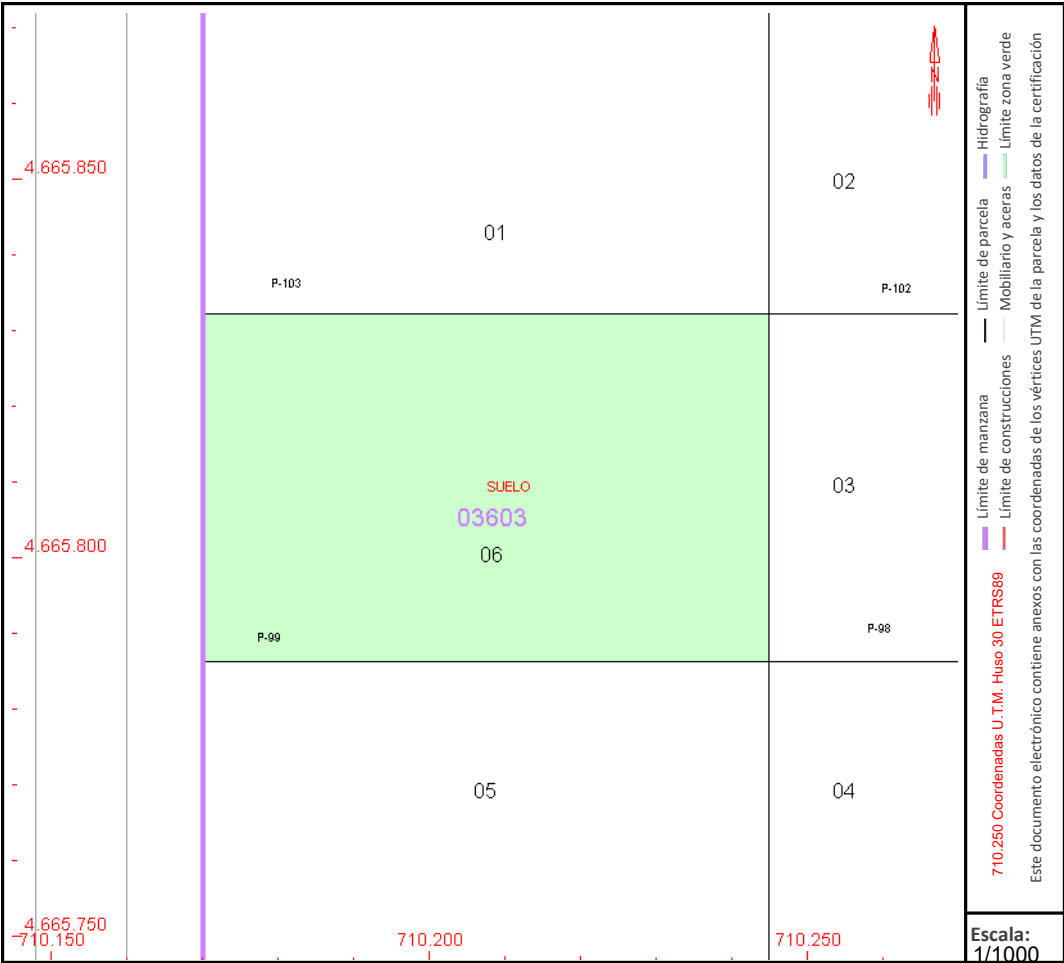 4.665.850
02
01
P-103
P-102
SUELO
03603
06
03
4.665.800
P-99
P-98
05
04
4.665.750
710.150
710.200
710.250
N
710.250 Coordenadas U.T.M. Huso 30 ETRS89
Límite de manzana
Límite de parcela
Hidrografía
Límite de construcciones
Mobiliario y aceras
Límite zona verde
Este documento electrónico contiene anexos con las coordenadas de los vértices UTM de la parcela y los datos de la certificación
Escala:
1/1000